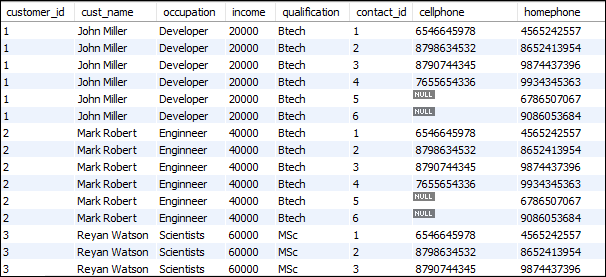 customer_id cust_name occupation income qualification contact_id cellphone homephone
1 John Miller Developer 20000 Btech 1 6546645978 4565242557
1 John Miller Developer 20000 Btech 2 8798634532 8652413954
1 John Miller Developer 20000 Btech 3 8790744345 9874437396
1 John Miller Developer 20000 Btech 4 7655654336 9934345363
1 John Miller Developer 20000 Btech 5 NULL 6786507067
1 John Miller Developer 20000 Btech 6 NULL 9086053684
2 Mark Robert Enginneer 40000 Btech 1 6546645978 4565242557
2 Mark Robert Enginneer 40000 Btech 2 8798634532 8652413954
2 Mark Robert Enginneer 40000 Btech 3 8790744345 9874437396
2 Mark Robert Enginneer 40000 Btech 4 7655654336 9934345363
2 Mark Robert Enginneer 40000 Btech 5 NULL 6786507067
2 Mark Robert Enginneer 40000 Btech 6 NULL 9086053684
3 Reyan Watson Scientists 60000 MSc 1 6546645978 4565242557
3 Reyan Watson Scientists 60000 MSc 2 8798634532 8652413954
3 Reyan Watson Scientists 60000 MSc 3 8790744345 9874437396